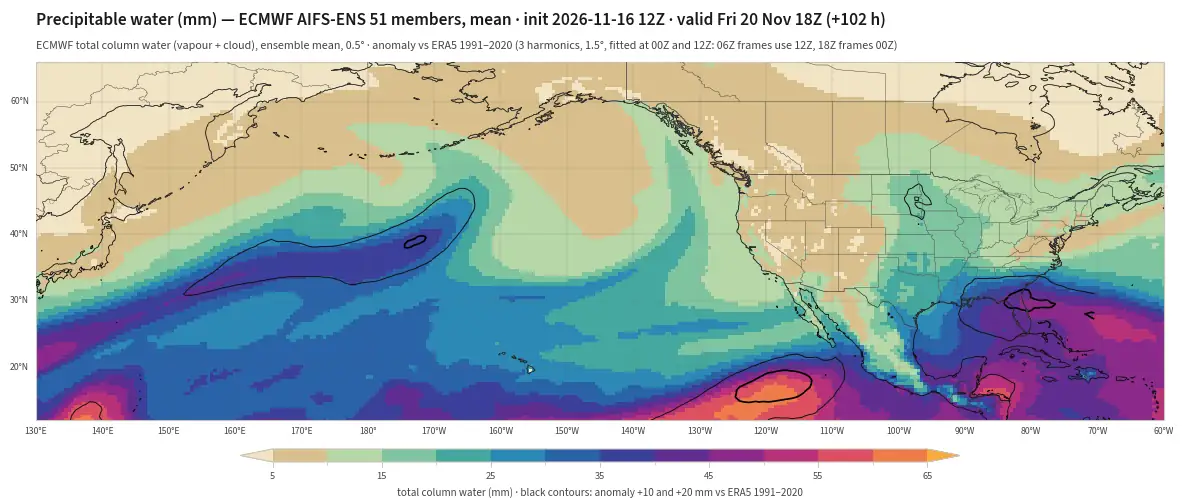 Precipitable water (mm) — ECMWF AIFS-ENS 51 members, mean · init 2026-11-16 12Z · valid Fri 20 Nov 18Z (+102 h)
ECMWF total column water (vapour + cloud), ensemble mean, 0.5° · anomaly vs ERA5 1991–2020 (3 harmonics, 1.5°, fitted at 00Z and 12Z: 06Z frames use 12Z, 18Z frames 00Z)
60°N
50°N
40°N
30°N
20°N
130°E 140°E 150°E 160°E 170°E 180° 170°W 160°W 150°W 140°W 130°W 120°W 110°W 100°W 90°W 80°W 70°W 60°W
5 15 25 35 45 55 65
total column water (mm) · black contours: anomaly +10 and +20 mm vs ERA5 1991–2020